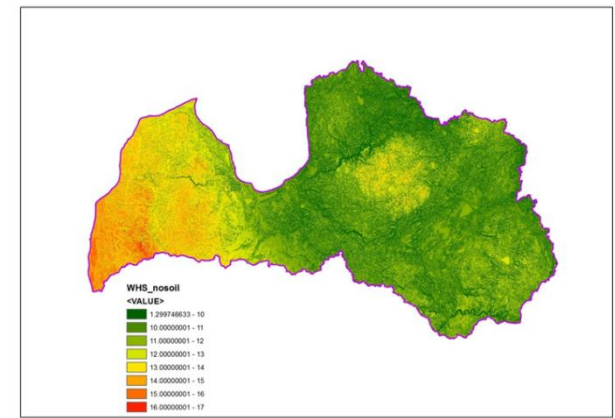 WHS_nosoil
<VALUE>
1.299746633 - 10
10.00000001 - 11
11.00000001 - 12
12.00000001 - 13
13.00000001 - 14
14.00000001 - 15
15.00000001 - 16
16.00000001 - 17